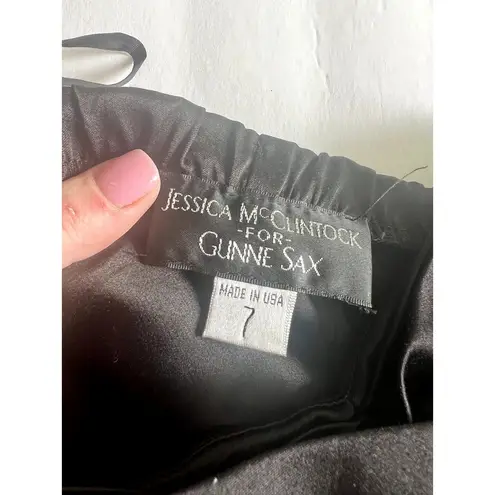 JESSICA McCLINTOCK
-FOR-
GUNNE SAX
MADE IN USA
7